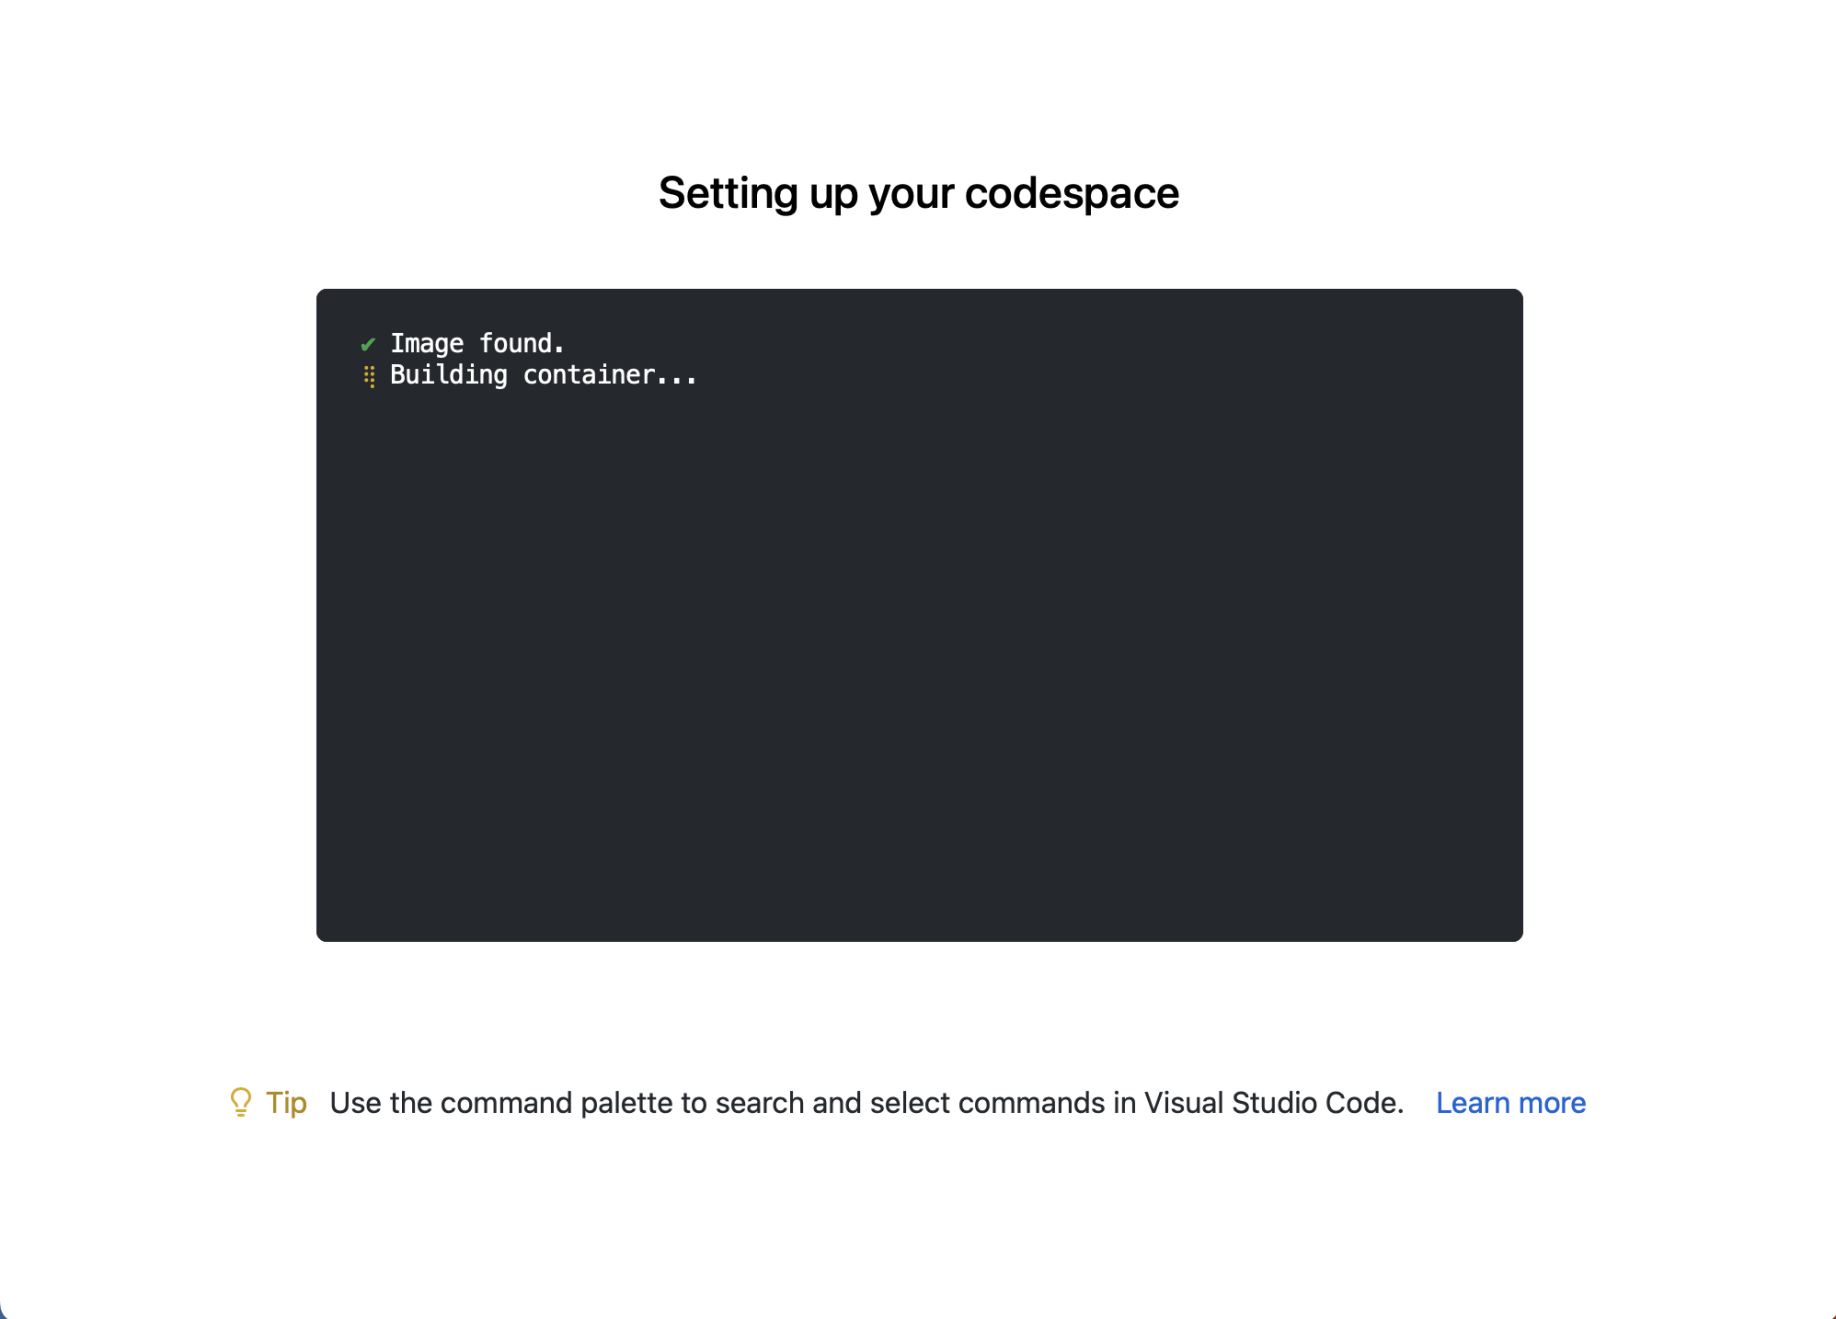 Setting up your codespace
✔ Image found.
⣻ Building container...
Tip Use the command palette to search and select commands in Visual Studio Code. Learn more